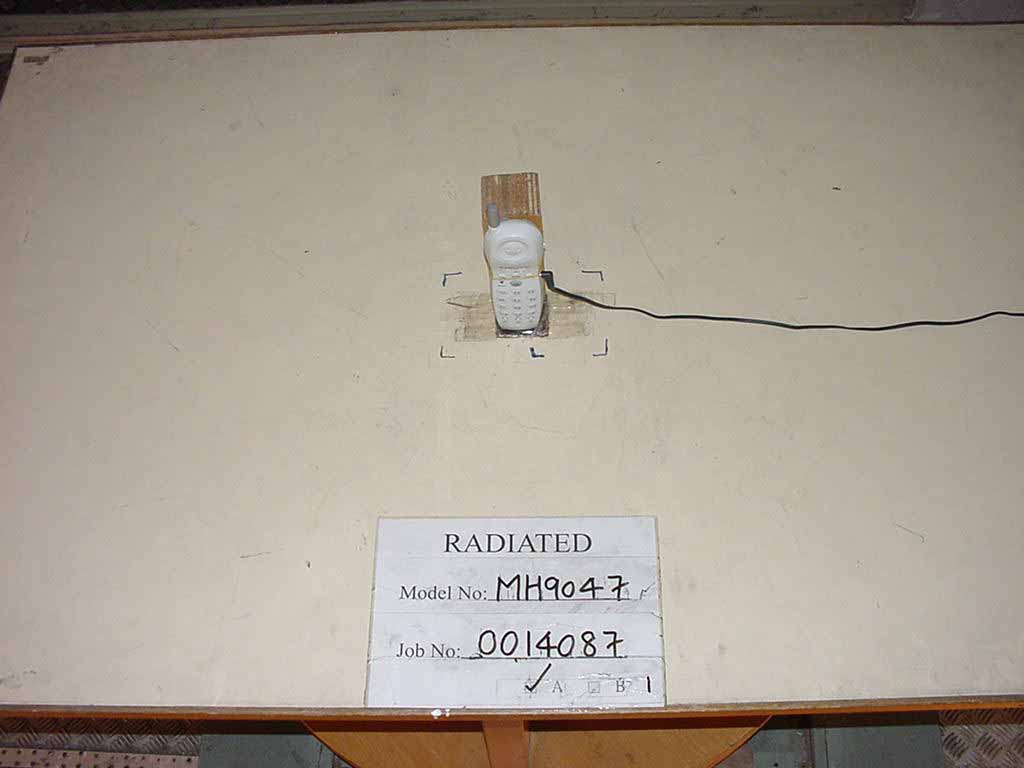 RADIATED
Model No: MH9047
Job No: 0014087
✓ A ☐ B 1